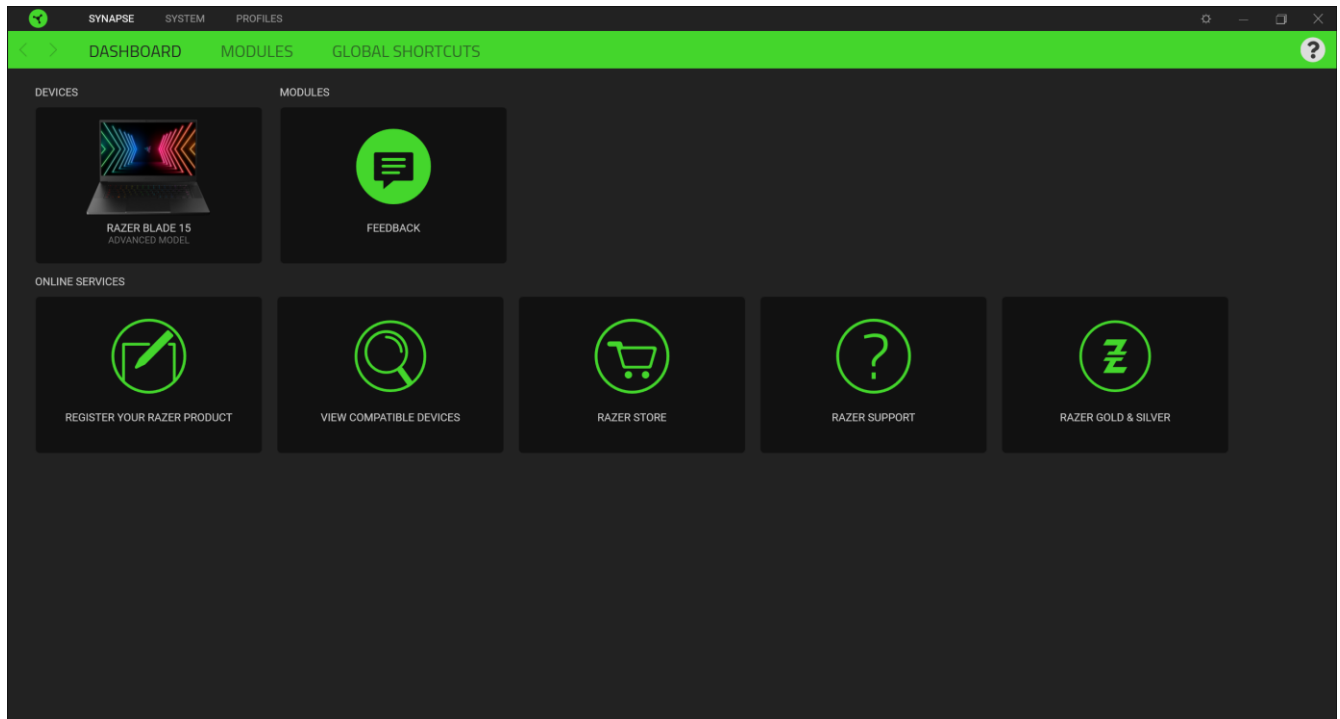 SYNAPSE SYSTEM PROFILES
DASHBOARD MODULES GLOBAL SHORTCUTS ?
DEVICES MODULES
RAZER BLADE 15
ADVANCED MODEL
FEEDBACK
ONLINE SERVICES
REGISTER YOUR RAZER PRODUCT
VIEW COMPATIBLE DEVICES
RAZER STORE
?
RAZER SUPPORT
RAZER GOLD & SILVER